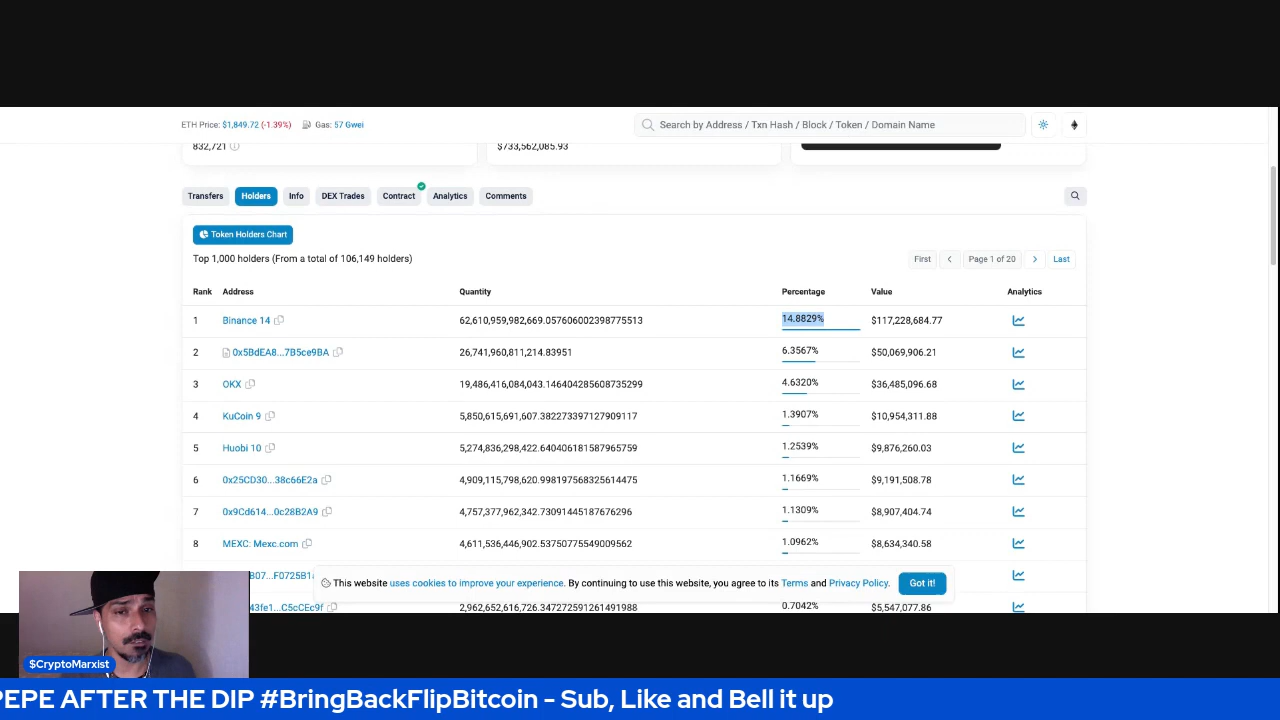 ETH Price: $1,849.72 (-1.39%) Gas: 57 Gwei
Search by Address / Txn Hash / Block / Token / Domain Name
832,721 $733,562,085.93
Transfers Holders Info DEX Trades Contract Analytics Comments
Token Holders Chart
Top 1,000 holders (From a total of 106,149 holders) First Page 1 of 20 Last
Rank Address Quantity Percentage Value Analytics
1 Binance 14 62,610,959,982,669.057606002398775513 14.8829% $117,228,684.77
2 0x5BdEA8...7B5ce9BA 26,741,960,811,214.83951 6.3567% $50,069,906.21
3 OKX 19,486,416,084,043.146404285608735299 4.6320% $36,485,096.68
4 KuCoin 9 5,850,615,691,607.382273397127909117 1.3907% $10,954,311.88
5 Huobi 10 5,274,836,298,422.640406181587965759 1.2539% $9,876,260.03
6 0x25CD30...38c66E2a 4,909,115,798,620.998197568325614475 1.1669% $9,191,508.78
7 0x9Cd614...0c28B2A9 4,757,377,962,342.73091445187676296 1.1309% $8,907,404.74
8 MEXC: Mexc.com 4,611,536,446,902.53750775549009562 1.0962% $8,634,340.58
B07...F0725B1
This website uses cookies to improve your experience. By continuing to use this website, you agree to its Terms and Privacy Policy. Got it!
43fe1...C5cCEc9f 2,962,652,616,726.347272591261491988 0.7042% $5,547,077.86
$CryptoMarxist
PEPE AFTER THE DIP #BringBackFlipBitcoin - Sub, Like and Bell it up